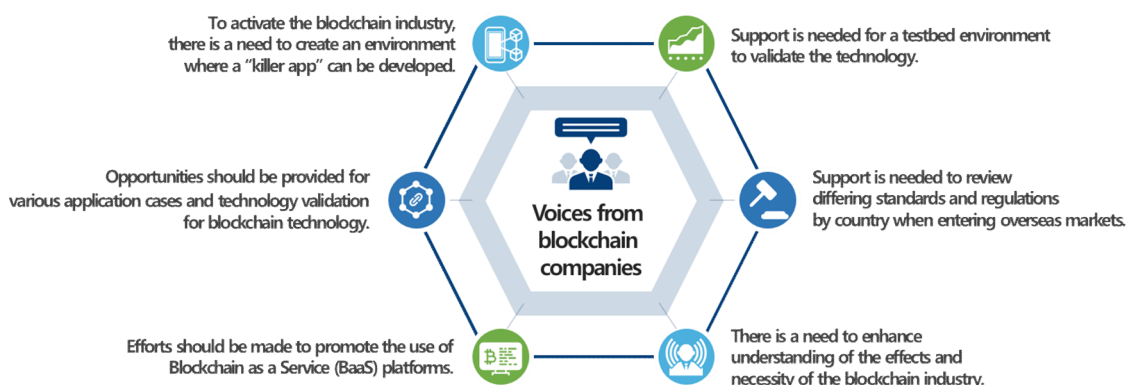 To activate the blockchain industry,
there is a need to create an environment
where a “killer app” can be developed.
Support is needed for a testbed environment
to validate the technology.
Opportunities should be provided for
various application cases and technology validation
for blockchain technology.
Voices from
blockchain
companies
Support is needed to review
differing standards and regulations
by country when entering overseas markets.
Efforts should be made to promote the use of
Blockchain as a Service (BaaS) platforms.
There is a need to enhance
understanding of the effects and
necessity of the blockchain industry.